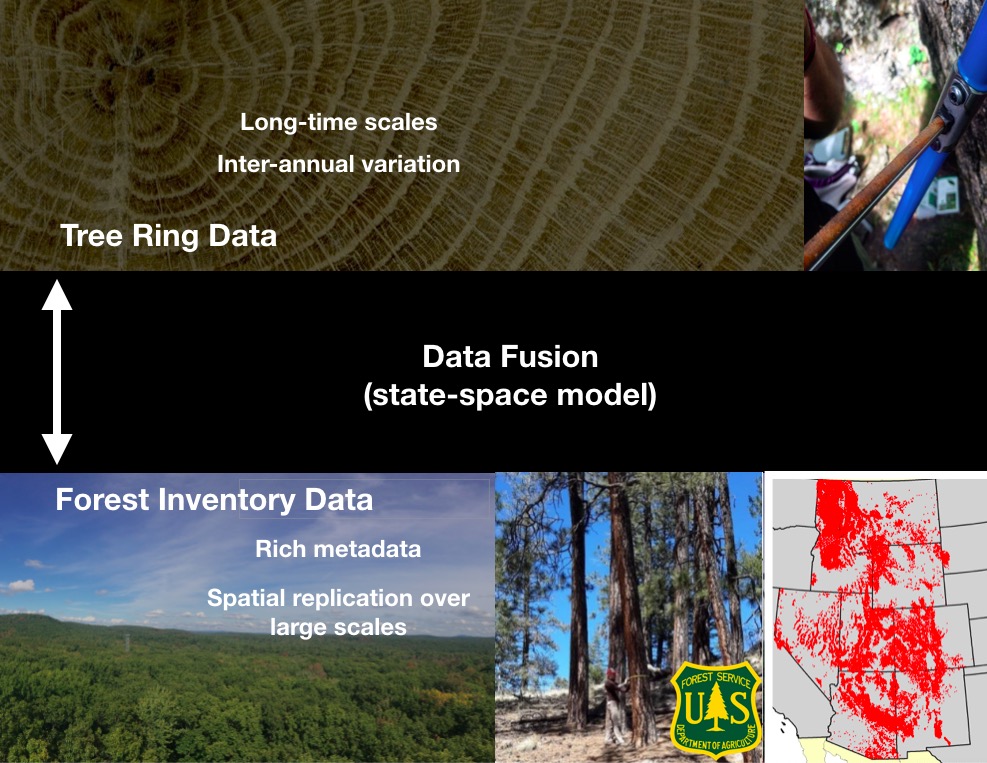 Long-time scales
Inter-annual variation
Tree Ring Data
Data Fusion
(state-space model)
Forest Inventory Data
Rich metadata
Spatial replication over
large scales
FOREST SERVICE
U S
DEPARTMENT OF AGRICULTURE